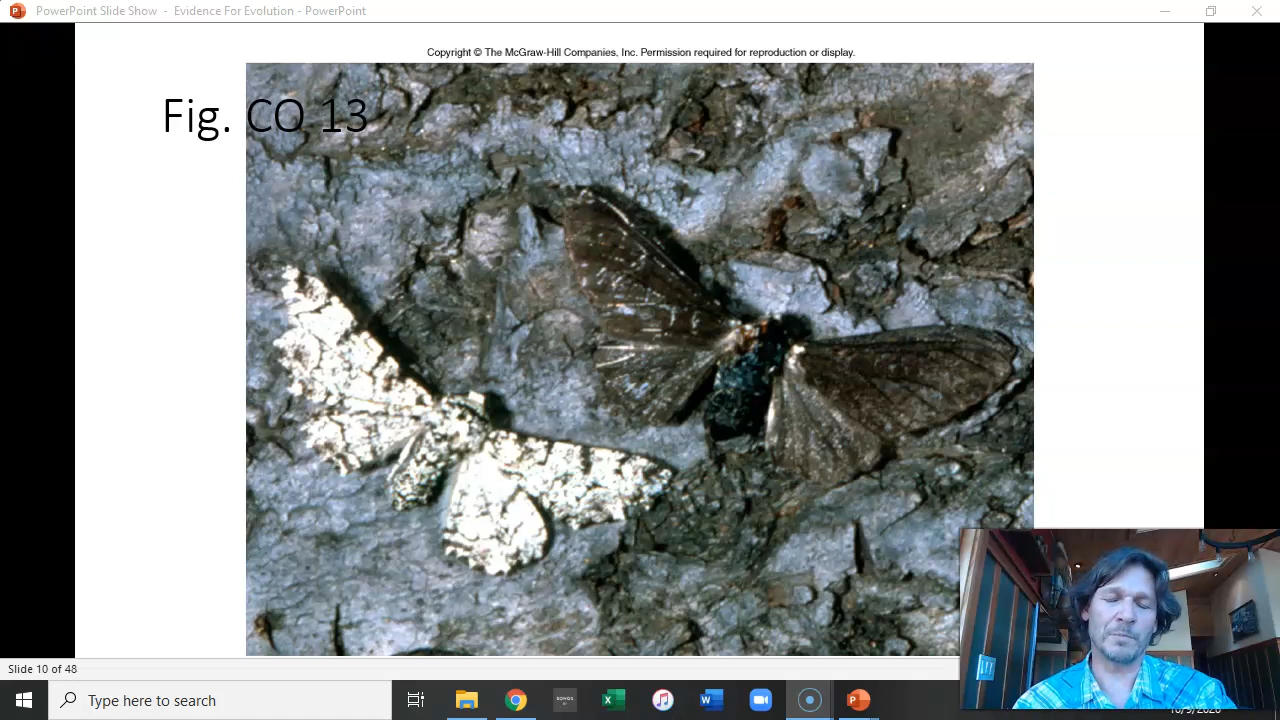 PowerPoint Slide Show - Evidence For Evolution - PowerPoint
Copyright © The McGraw-Hill Companies, Inc. Permission required for reproduction or display.
Fig. CO 13
Slide 10 of 48
Type here to search